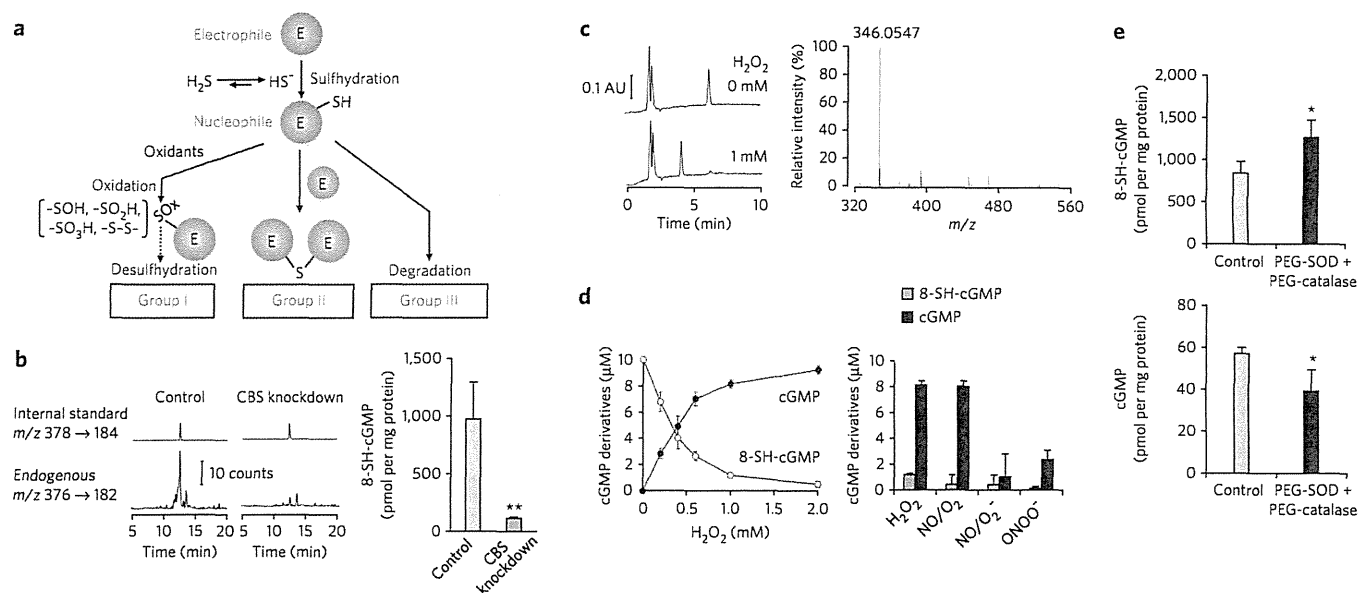 a
Electrophile
E
H₂S
HS⁻
Sulfhydration
SH
Nucleophile
E
Oxidants
E
Oxidation
[-SOH, -SO₂H,
-SO₃H, -S-S-]
SOx
E
E
E
S
Desulfhydration
Degradation
Group I
Group II
Group III
b
Control
CBS knockdown
Internal standard
m/z 378 → 184
10 counts
Endogenous
m/z 376 → 182
5 10 15 20
5 10 15 20
Time (min)
Time (min)
8-SH-cGMP
(pmol per mg protein)
1,500
1,000
500
0
**
Control
CBS
knockdown
c
H₂O₂
0 mM
0.1 AU
1 mM
0 5 10
Time (min)
346.0547
Relative intensity (%)
100
80
60
40
20
0
320 400 480 560
m/z
d
cGMP derivatives (µM)
10
8
6
4
2
0
cGMP
8-SH-cGMP
0 0.5 1.0 1.5 2.0
H₂O₂ (mM)
8-SH-cGMP
cGMP
cGMP derivatives (µM)
10
8
6
4
2
0
H₂O₂
NO/O₂
NO/O₂⁻
ONOO⁻
e
8-SH-cGMP
(pmol per mg protein)
2,000
1,500
1,000
500
0
*
Control
PEG-SOD +
PEG-catalase
cGMP
(pmol per mg protein)
80
60
40
20
0
*
Control
PEG-SOD +
PEG-catalase